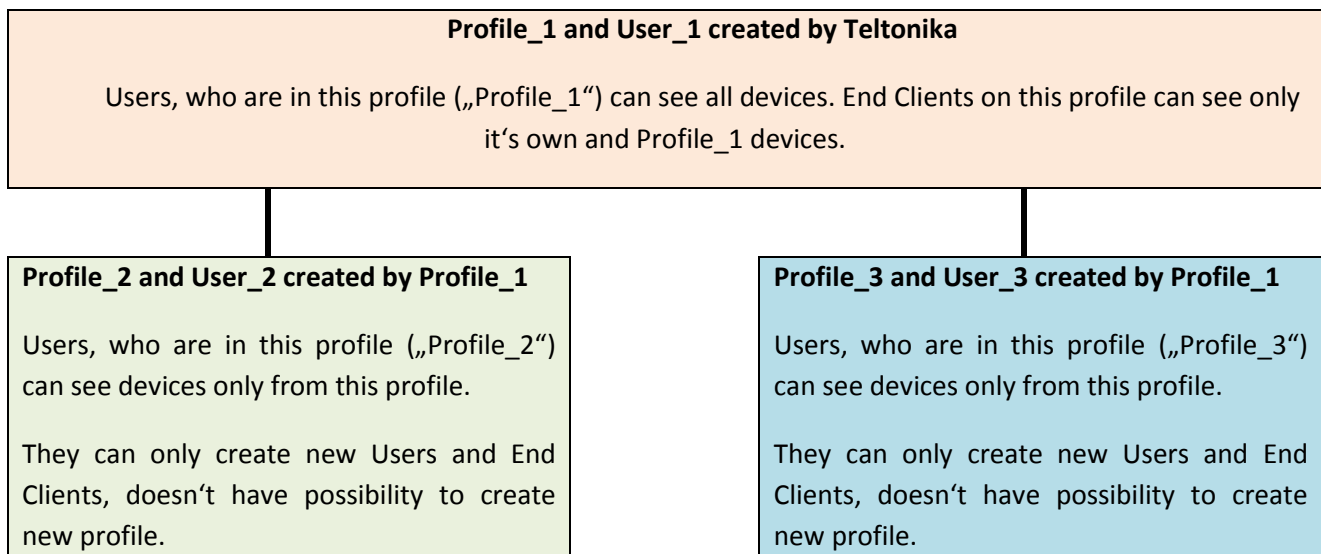 Profile_1 and User_1 created by Teltonika
Users, who are in this profile („Profile_1“) can see all devices. End Clients on this profile can see only
it‘s own and Profile_1 devices.
Profile_2 and User_2 created by Profile_1
Users, who are in this profile („Profile_2“)
can see devices only from this profile.
They can only create new Users and End
Clients, doesn‘t have possibility to create
new profile.
Profile_3 and User_3 created by Profile_1
Users, who are in this profile („Profile_3“)
can see devices only from this profile.
They can only create new Users and End
Clients, doesn‘t have possibility to create
new profile.